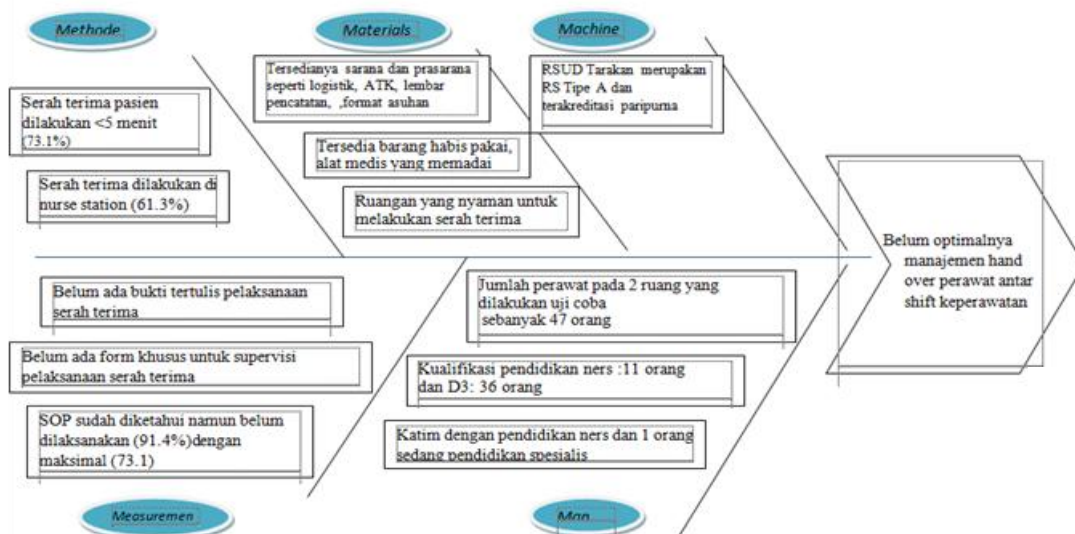 Methode
Materials
Machine
Serah terima pasien
dilakukan <5 menit
(73.1%)
Serah terima dilakukan di
nurse station (61.3%)
Tersedianya sarana dan prasarana
seperti logistik, ATK, lembar
pencatatan, ,format asuhan
Tersedia barang habis pakai,
alat medis yang memadai
Ruangan yang nyaman untuk
melakukan serah terima
RSUD Tarakan merupakan
RS Tipe A dan
terakreditasi paripurna
Belum optimalnya
manajemen hand
over perawat antar
shift keperawatan
Belum ada bukti tertulis pelaksanaan
serah terima
Belum ada form khusus untuk supervisi
pelaksanaan serah terima
SOP sudah diketahui namun belum
dilaksanakan (91.4%)dengan
maksimal (73.1)
Jumlah perawat pada 2 ruang yang
dilakukan uji coba
sebanyak 47 orang
Kualifikasi pendidikan ners :11 orang
dan D3: 36 orang
Katim dengan pendidikan ners dan 1 orang
sedang pendidikan spesialis
Measuremen
Man